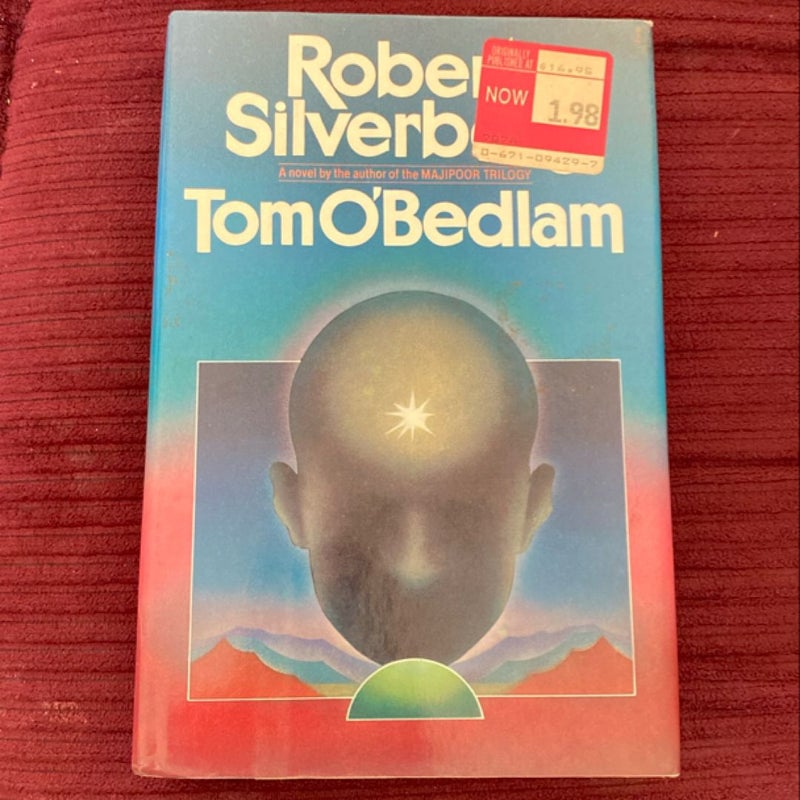 Rober
Silverb
ORIGINALLY
PUBLISHED AT $16.95
NOW 1.98
0-671-09429-7
A novel by the author of the MAJIPOOR TRILOGY
Tom O'Bedlam